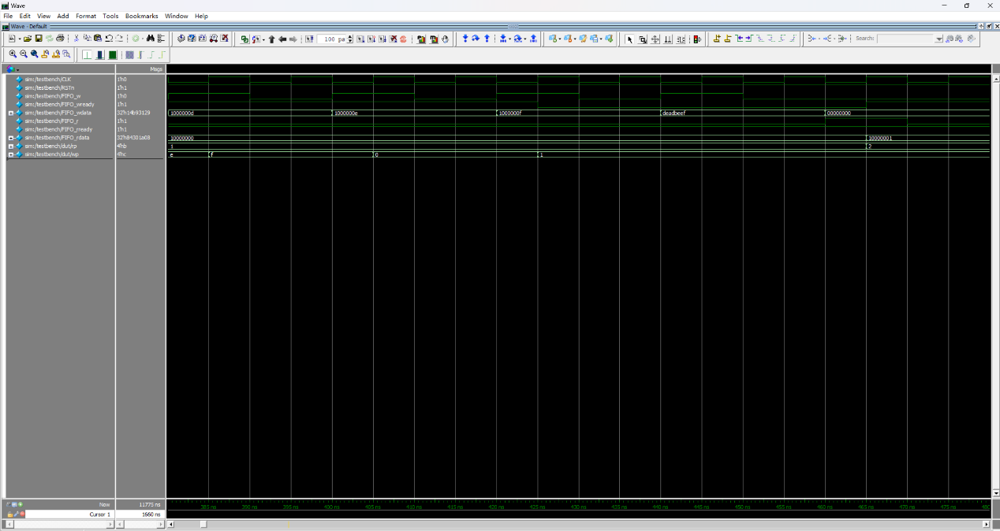 Wave
File Edit View Add Format Tools Bookmarks Window Help
Wave - Default
100 ps
Search:
Msgs
sim:/testbench/CLK 1'h0
sim:/testbench/RSTn 1'h1
sim:/testbench/FIFO_w 1'h0
sim:/testbench/FIFO_wready 1'h1
sim:/testbench/FIFO_wdata 32'h14b93129 1000000d 1000000e 1000000f deadbeef 00000000
sim:/testbench/FIFO_r 1'h1
sim:/testbench/FIFO_rready 1'h1
sim:/testbench/FIFO_rdata 32'h84301a08 10000000 10000001
sim:/testbench/dut/rp 4'hb 1 2
sim:/testbench/dut/wp 4'hc e f 0 1
Now 11775 ns 385 ns 390 ns 395 ns 400 ns 405 ns 410 ns 415 ns 420 ns 425 ns 430 ns 435 ns 440 ns 445 ns 450 ns 455 ns 460 ns 465 ns 470 ns 475 ns 480
Cursor 1 1660 ns